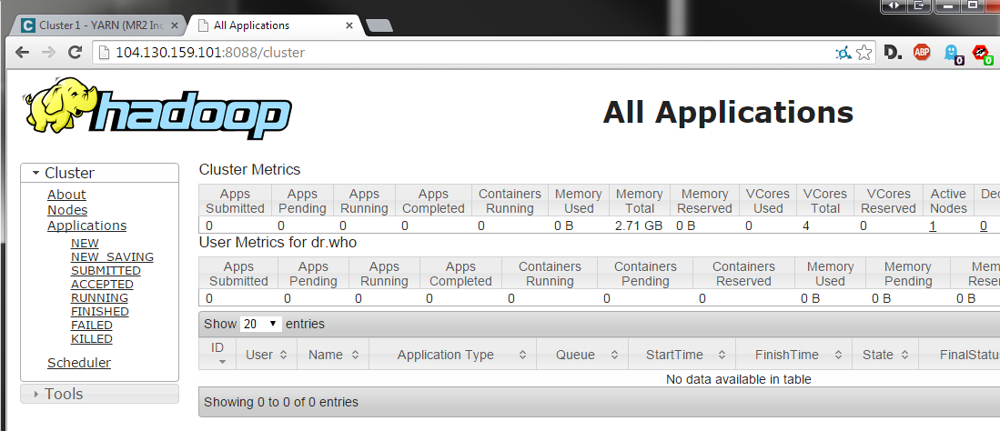 Cluster 1 - YARN (MR2 Inc
All Applications
104.130.159.101:8088/cluster
D.
ABP
0
0
hadoop
All Applications
Cluster
About
Nodes
Applications
NEW
NEW_SAVING
SUBMITTED
ACCEPTED
RUNNING
FINISHED
FAILED
KILLED
Scheduler
Tools
Cluster Metrics
Apps Submitted Apps Pending Apps Running Apps Completed Containers Running Memory Used Memory Total Memory Reserved VCores Used VCores Total VCores Reserved Active Nodes Dec
0 0 0 0 0 0 B 2.71 GB 0 B 0 4 0 1 0
User Metrics for dr.who
Apps Submitted Apps Pending Apps Running Apps Completed Containers Running Containers Pending Containers Reserved Memory Used Memory Pending Mem Reser
0 0 0 0 0 0 0 0 B 0 B 0 B
Show 20 entries
ID User Name Application Type Queue StartTime FinishTime State FinalStatu
No data available in table
Showing 0 to 0 of 0 entries